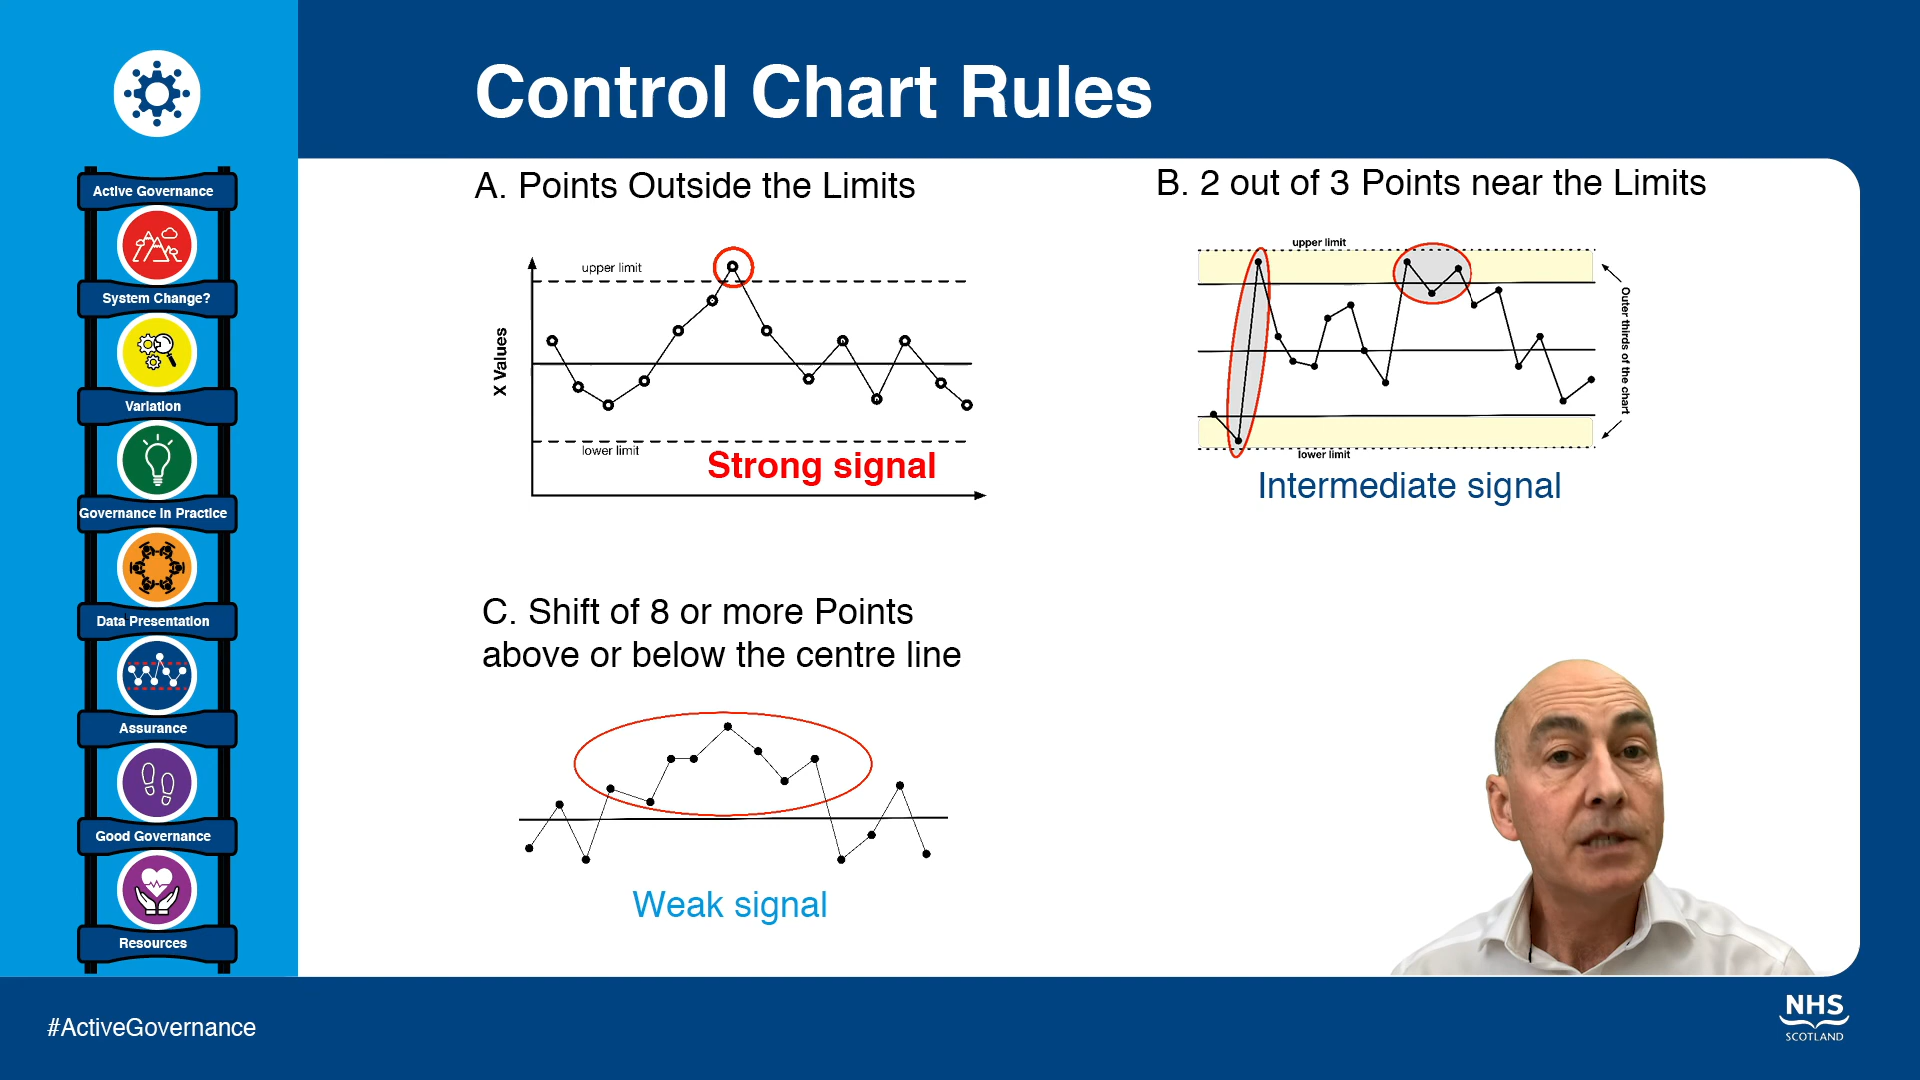 Control Chart Rules
Active Governance
System Change?
Variation
Governance in Practice
Data Presentation
Assurance
Good Governance
Resources
A. Points Outside the Limits
upper limit
X Values
lower limit
Strong signal
B. 2 out of 3 Points near the Limits
upper limit
Outer thirds of the chart
lower limit
Intermediate signal
C. Shift of 8 or more Points
above or below the centre line
Weak signal
#ActiveGovernance
NHS
SCOTLAND